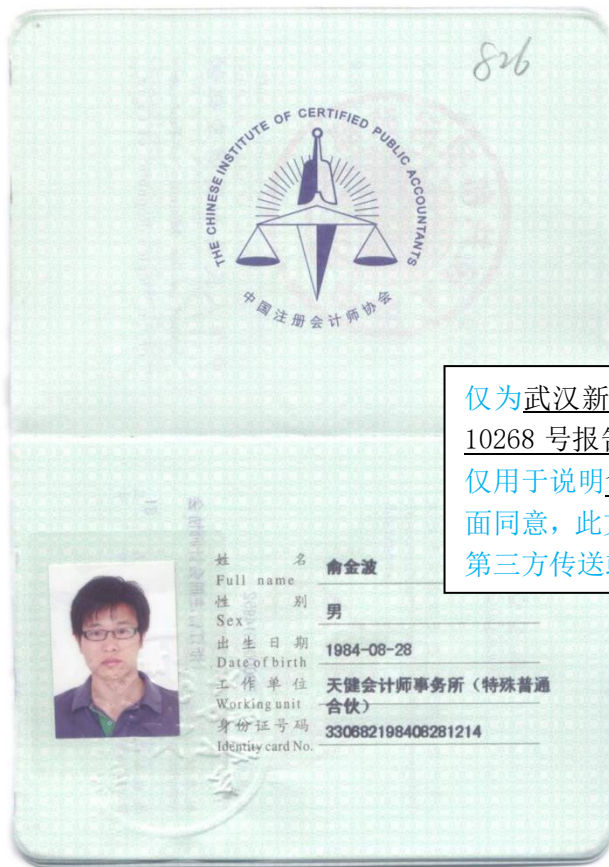 826
THE CHINESE INSTITUTE OF CERTIFIED PUBLIC ACCOUNTANTS
中国注册会计师协会
仅为武汉新
10268 号报告
仅用于说明
面同意，此文
第三方传送或
姓 名 俞金波
Full name
性 别 男
Sex
出生日期 1984-08-28
Date of birth
工作单位 天健会计师事务所（特殊普通
Working unit 合伙）
身份证号码 330682198408281214
Identity card No.